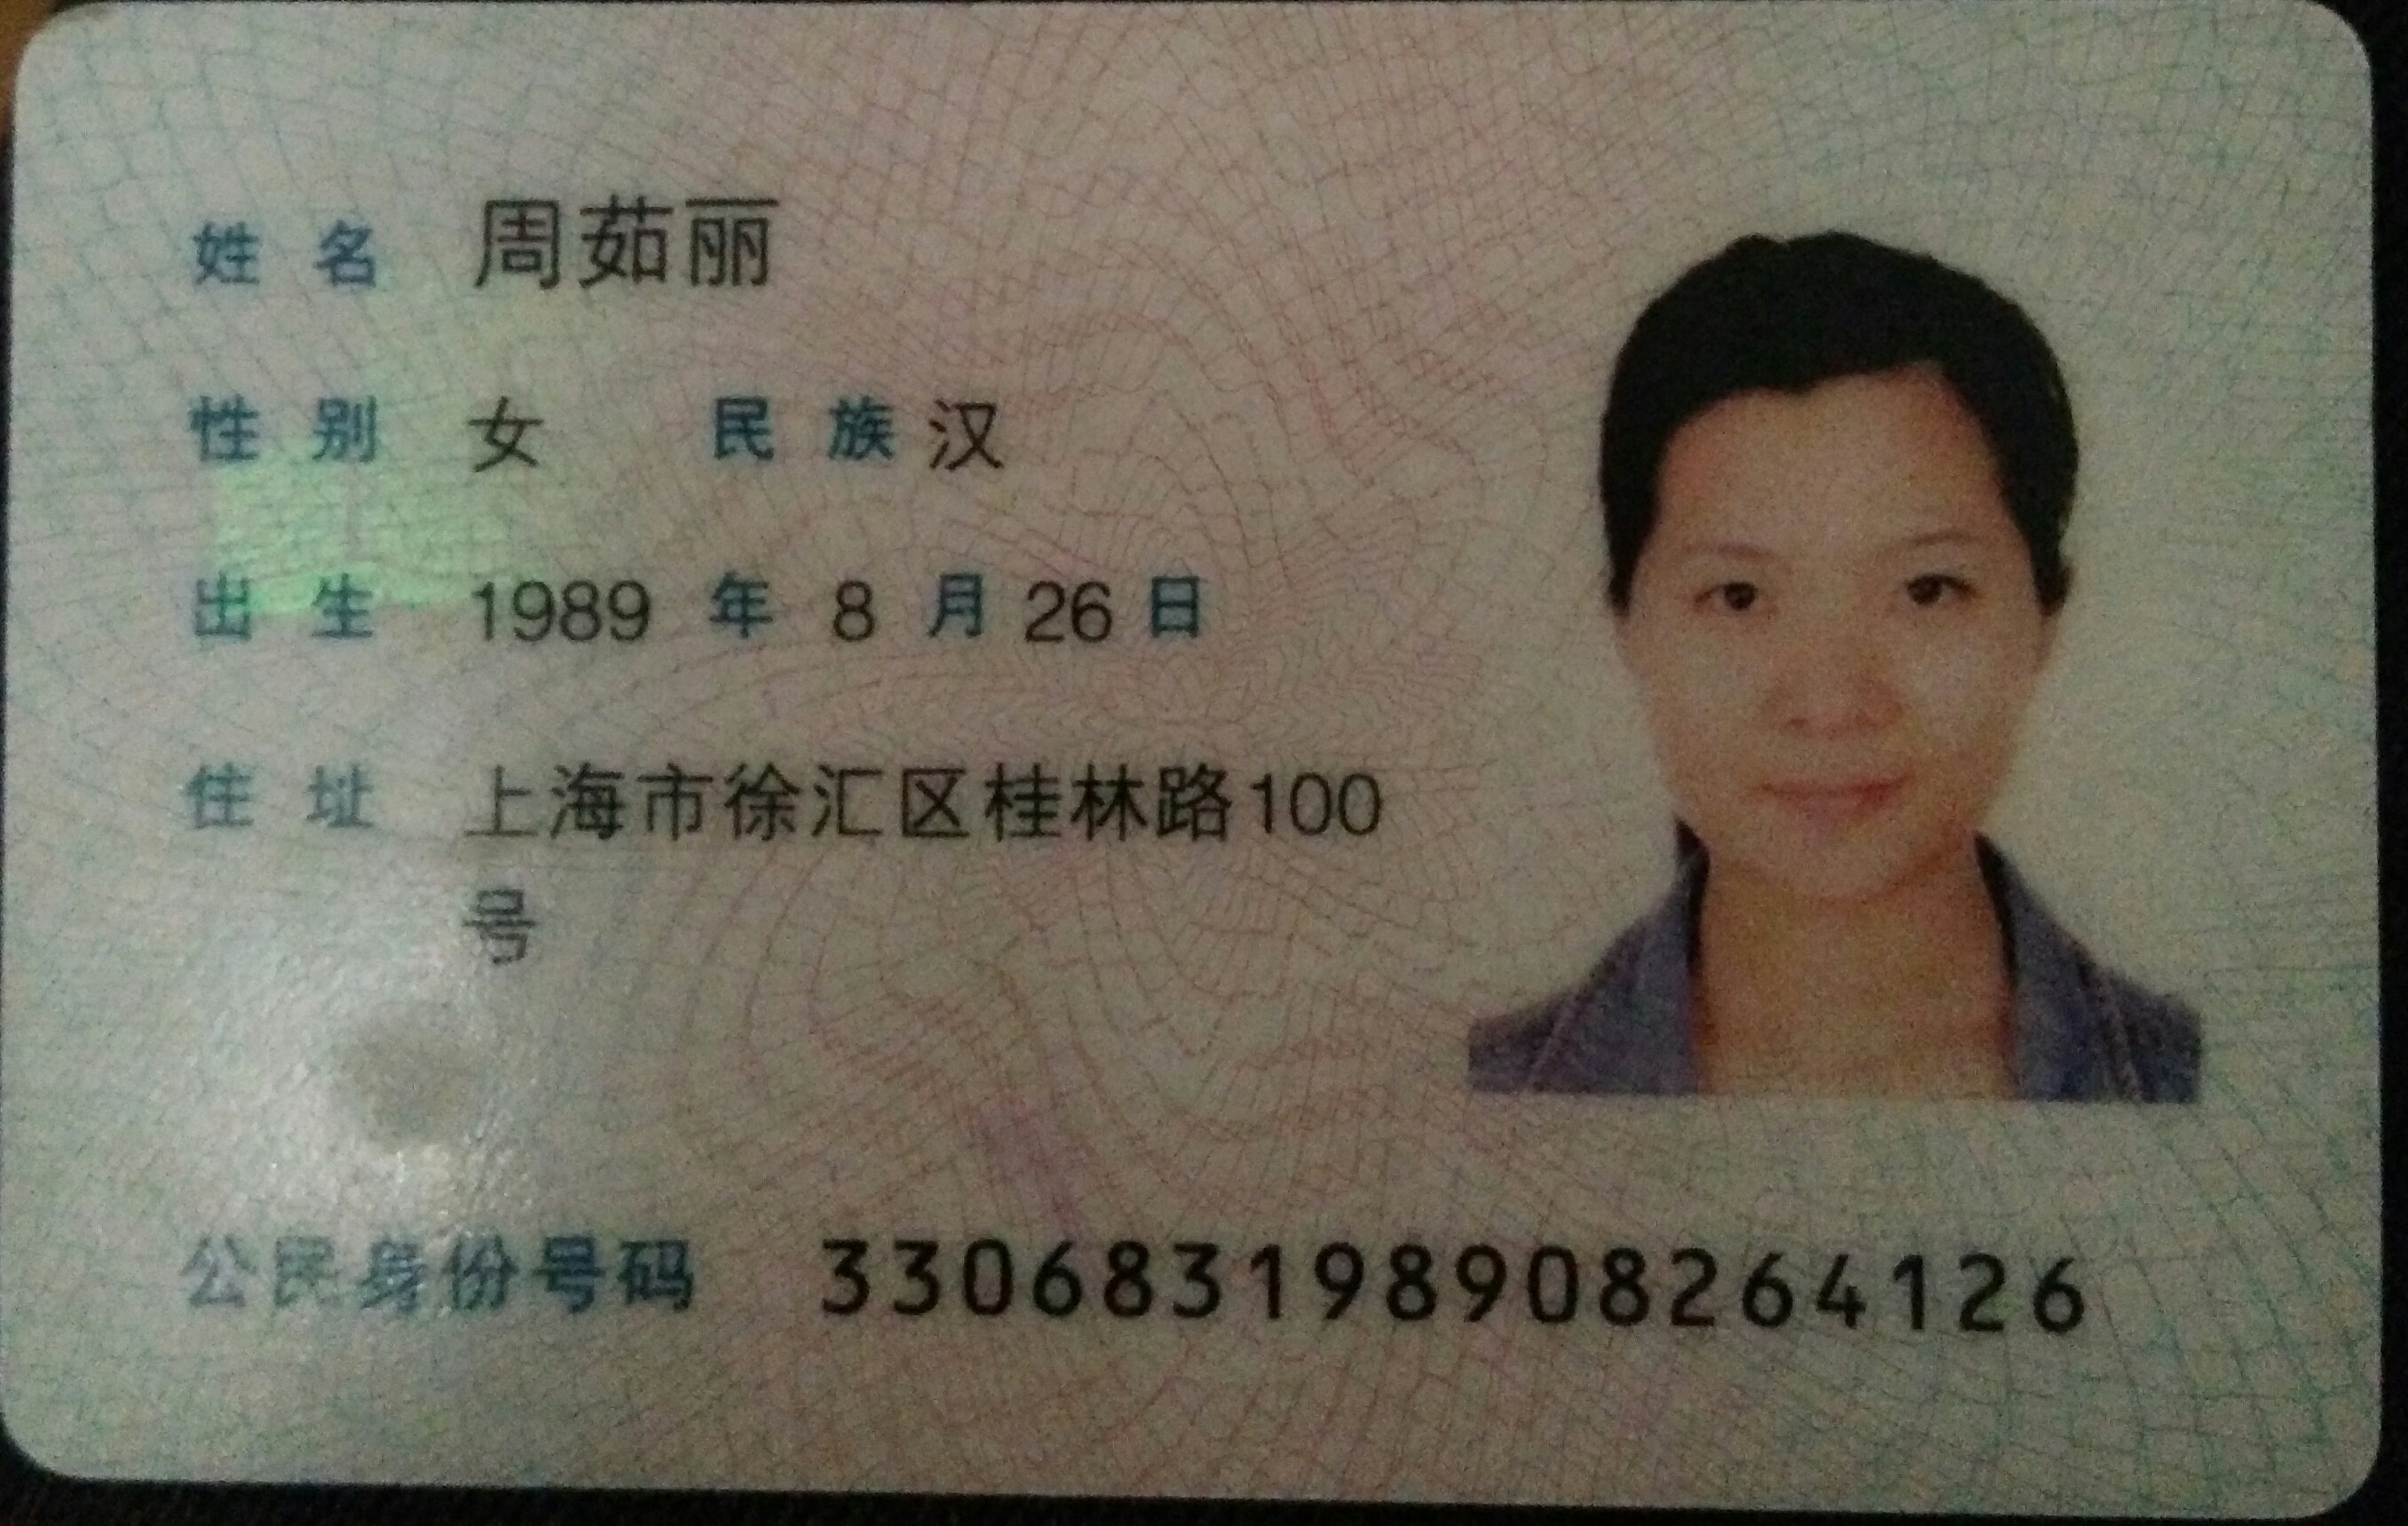 姓名 周茹丽
性别 女 民族 汉
出生 1989 年 8 月 26 日
住址 上海市徐汇区桂林路100
号
公民身份号码 330683198908264126